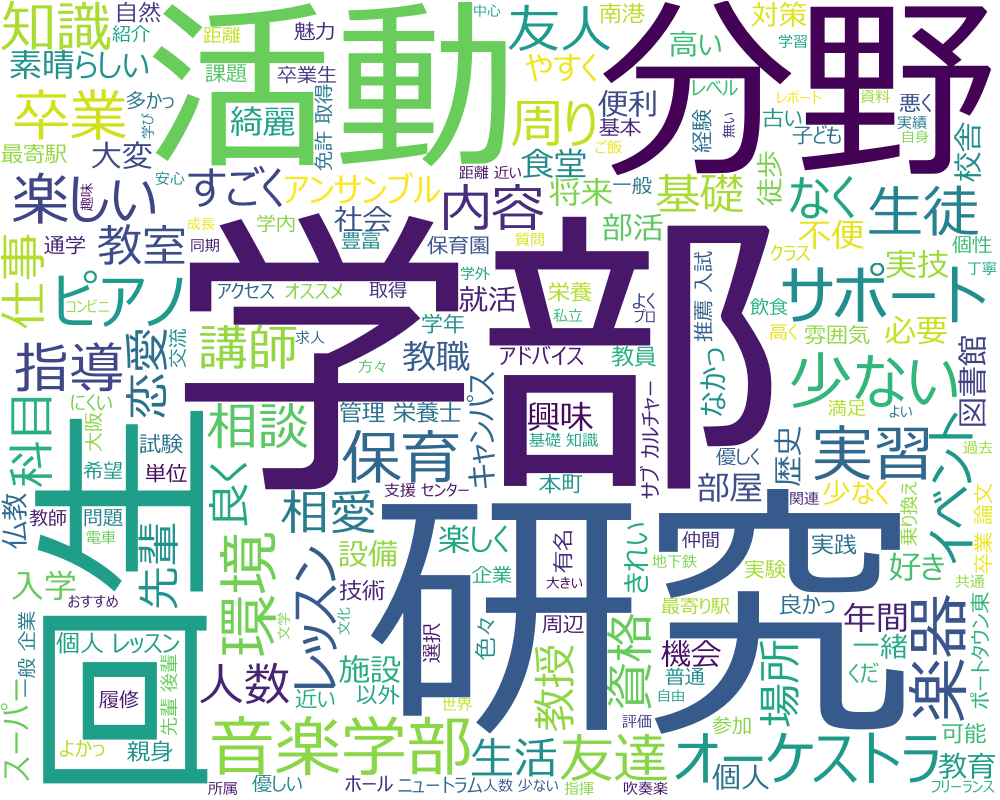 知識
自然
紹介
距離
課題
魅力
中心
活動
友人
南港
高い
対策
学習
分野
素晴らしい
卒業
多かっ
学び
卒業生
綺麗
免許 取得
やすく
周り
便利
基本
レベル
経験
無い
レポート
資料
古い
子ども
悪く
実績
自身
最寄駅
大変
安心
食堂
ご飯
校舎
楽しい
趣味
すごく
アンサンブル
距離 近い
将来
一般
基礎
徒歩
なく
生徒
教室
成長
同期
学内
社会
豊富
保育園
内容
質問
部活
不便
クラス
個性
丁寧
通学
仕事
コンビニ
ピアノ
交流
アクセス
オススメ
取得
就活
学外
栄養
私立
よく
プロ
推薦 入試
飲食
サポート
実技
高く
雰囲気
必要
図書館
学部
指導
恋愛
講師
求人
方々
学年
教職
アドバイス
教員
なかっ
少ない
満足
よい
科目
にくい
大阪
希望
試験
単位
相談
管理 栄養士
キャンパス
興味
基礎 知識
サブ カルチャー
優しく
歴史
実習
イベント
過去
仏教
教師
問題
電車
先輩
良く
相愛
保育
支援 センター
本町
部屋
少なく
関連
乗り換え
卒業 論文
回生
入学
おすすめ
環境
レッスン
設備
技術
楽しく
企業
有名
大きい
きれい
仲間
地下鉄
実験
実践
好き
共通
研究
一般 企業
スーパー
個人 レッスン
履修
先輩 後輩
親身
よかっ
人数
文学
文化
施設
近い
以外
選択
色々
周辺
世界
教授
資格
機会
普通
自由
評価
最寄り駅
良かっ
場所
年間
一緒
くだ
楽器
ポートタウン東
参加
可能
音楽学部
生活
友達
オーケストラ
個人
教育
所属
優しい
ホール
ニュートラム
人数 少ない
指揮
吹奏楽
フリーランス